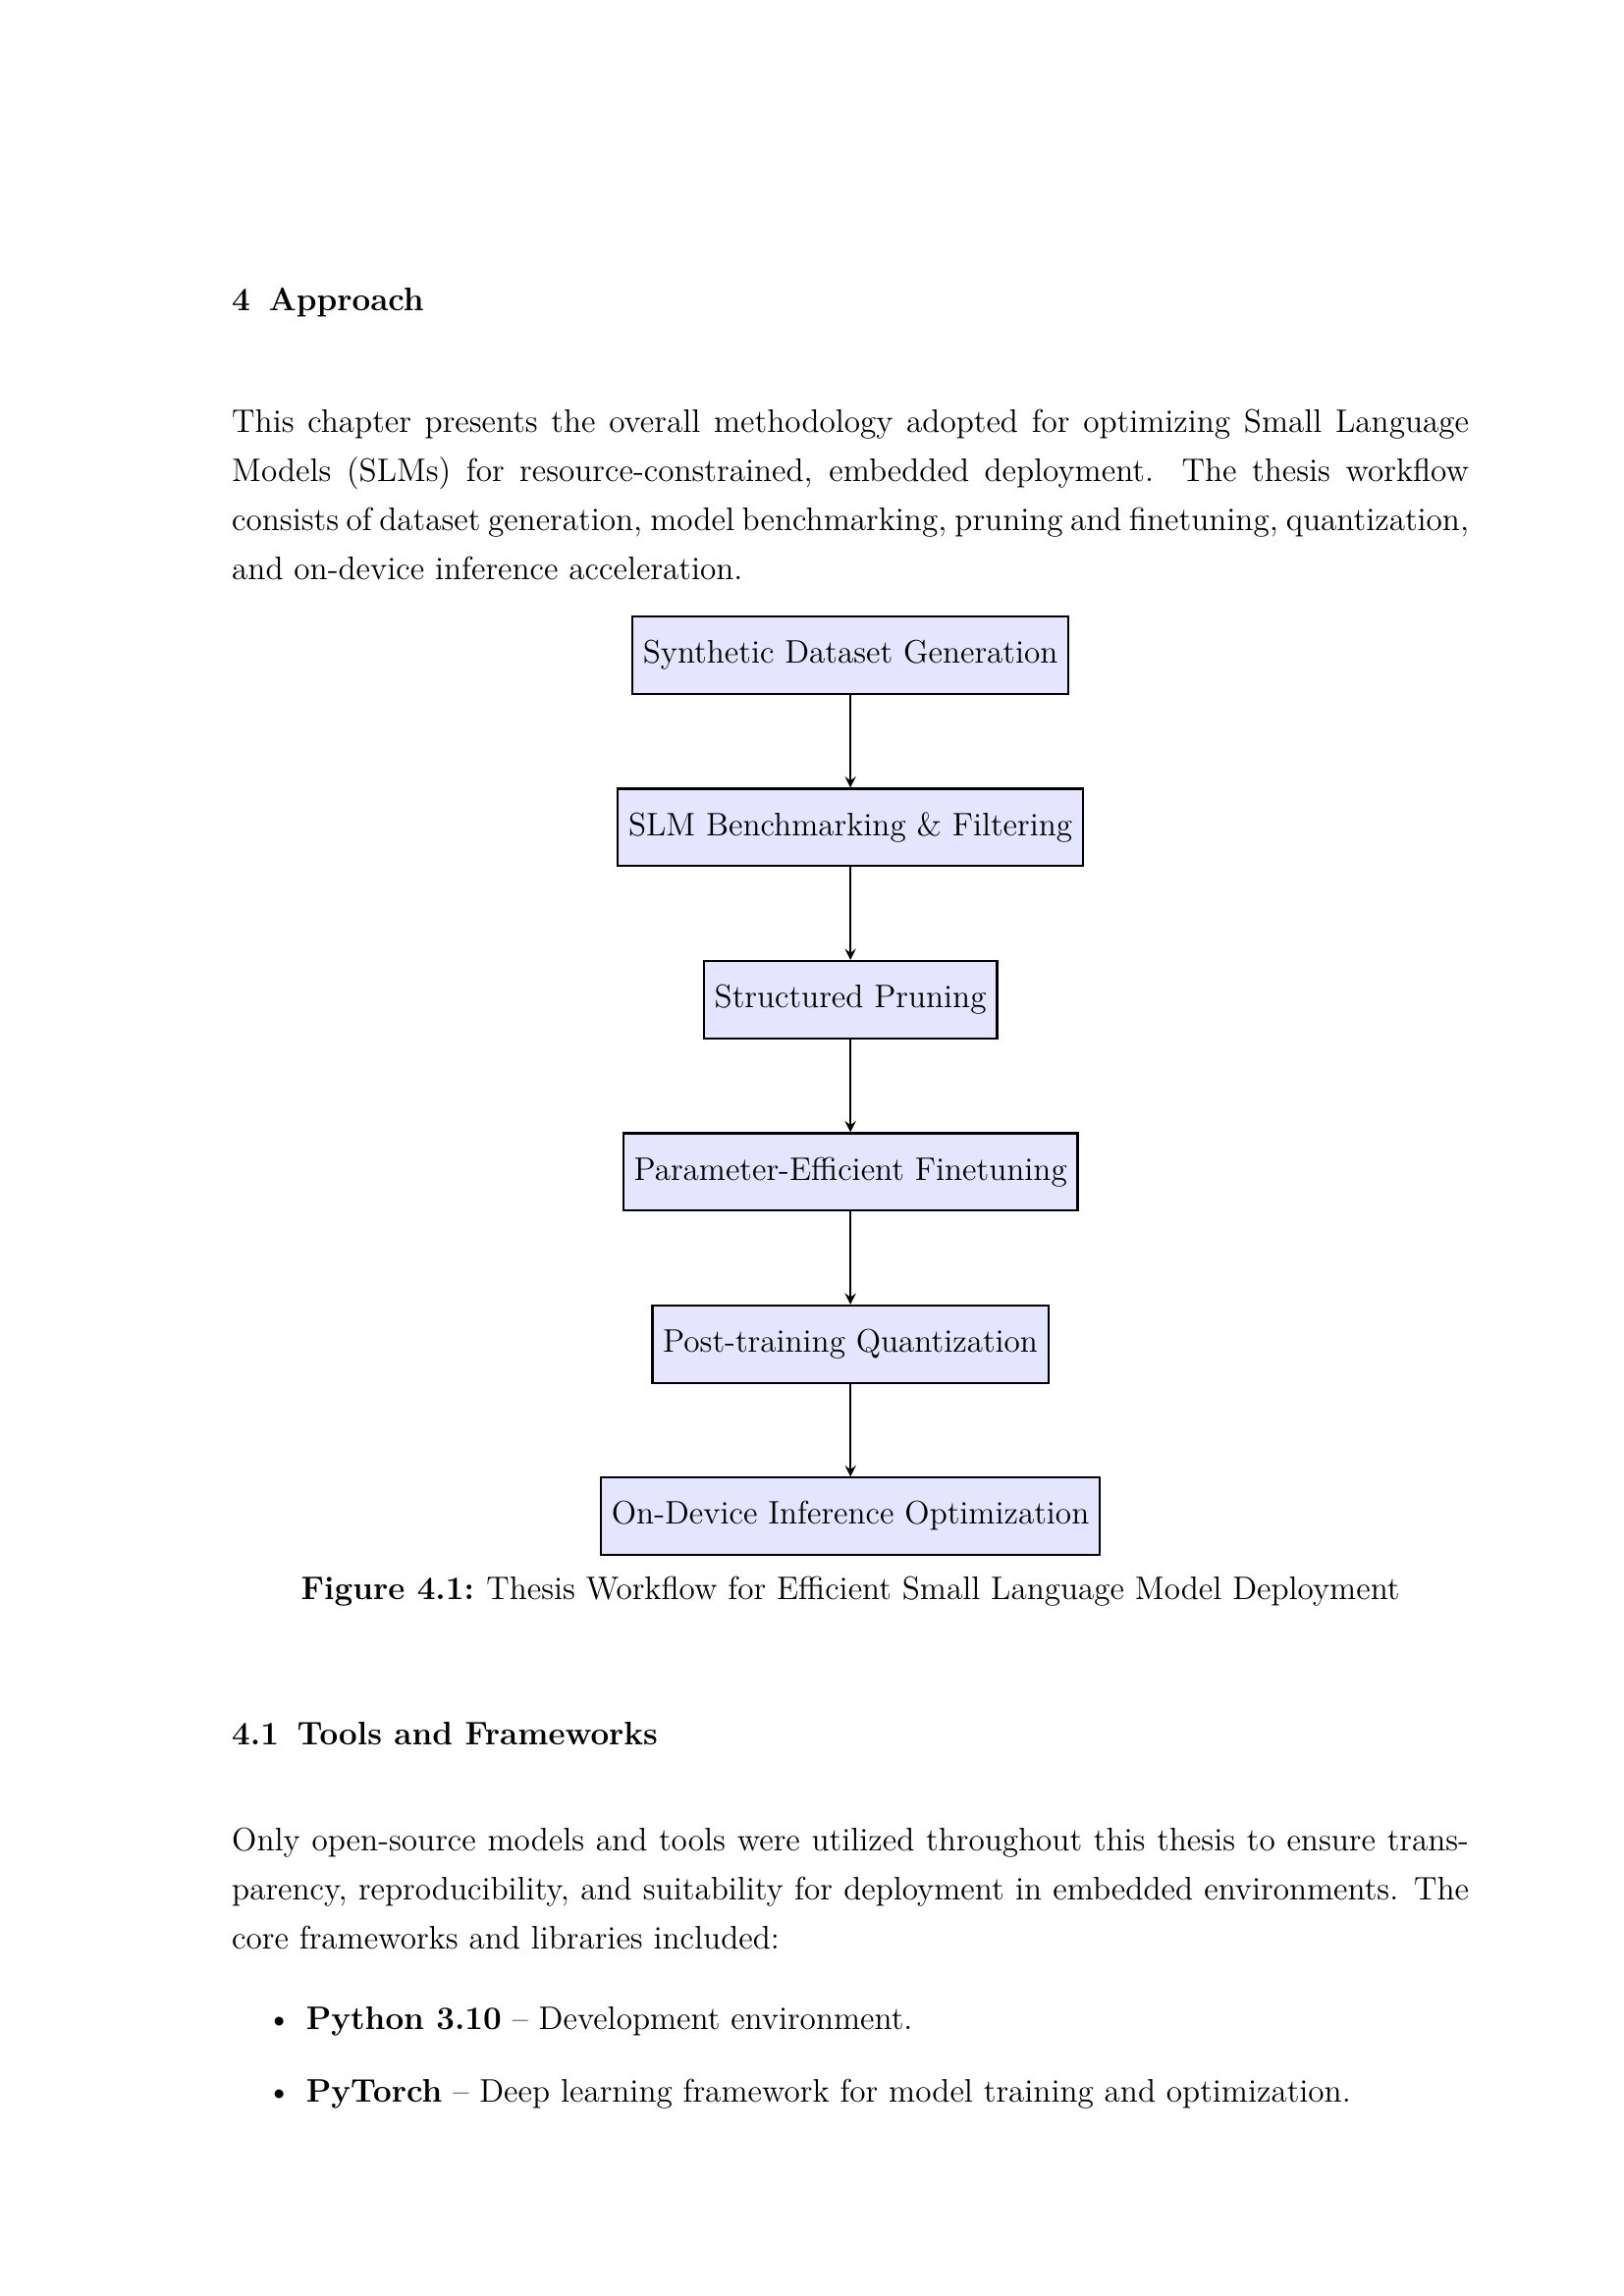 4 Approach
This chapter presents the overall methodology adopted for optimizing Small Language
Models (SLMs) for resource-constrained, embedded deployment. The thesis workflow
consists of dataset generation, model benchmarking, pruning and finetuning, quantization,
and on-device inference acceleration.
Synthetic Dataset Generation
SLM Benchmarking & Filtering
Structured Pruning
Parameter-Efficient Finetuning
Post-training Quantization
On-Device Inference Optimization
Figure 4.1: Thesis Workflow for Efficient Small Language Model Deployment
4.1 Tools and Frameworks
Only open-source models and tools were utilized throughout this thesis to ensure trans-
parency, reproducibility, and suitability for deployment in embedded environments. The
core frameworks and libraries included:
• Python 3.10 – Development environment.
• PyTorch – Deep learning framework for model training and optimization.